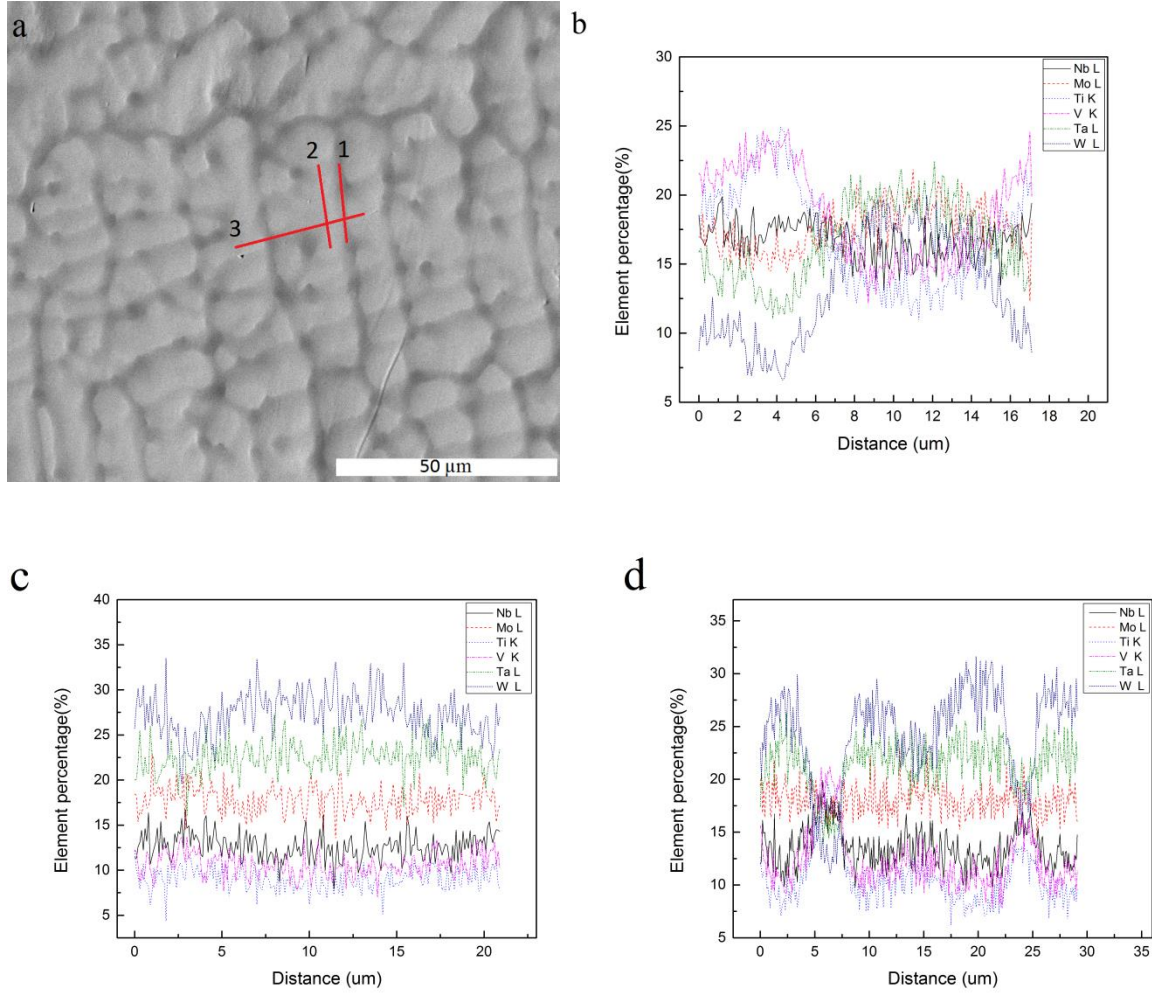 a
2
1
3
50 μm
b
30
25
20
15
10
5
0
2
4
6
8
10
12
14
16
18
20
Element percentage(%)
Distance (um)
Nb L
Mo L
Ti K
V K
Ta L
W L
c
40
35
30
25
20
15
10
5
0
5
10
15
20
Element percentage(%)
Distance (um)
Nb L
Mo L
Ti K
V K
Ta L
W L
d
35
30
25
20
15
10
5
0
5
10
15
20
25
30
35
Element percentage(%)
Distance (um)
Nb L
Mo L
Ti K
V K
Ta L
W L